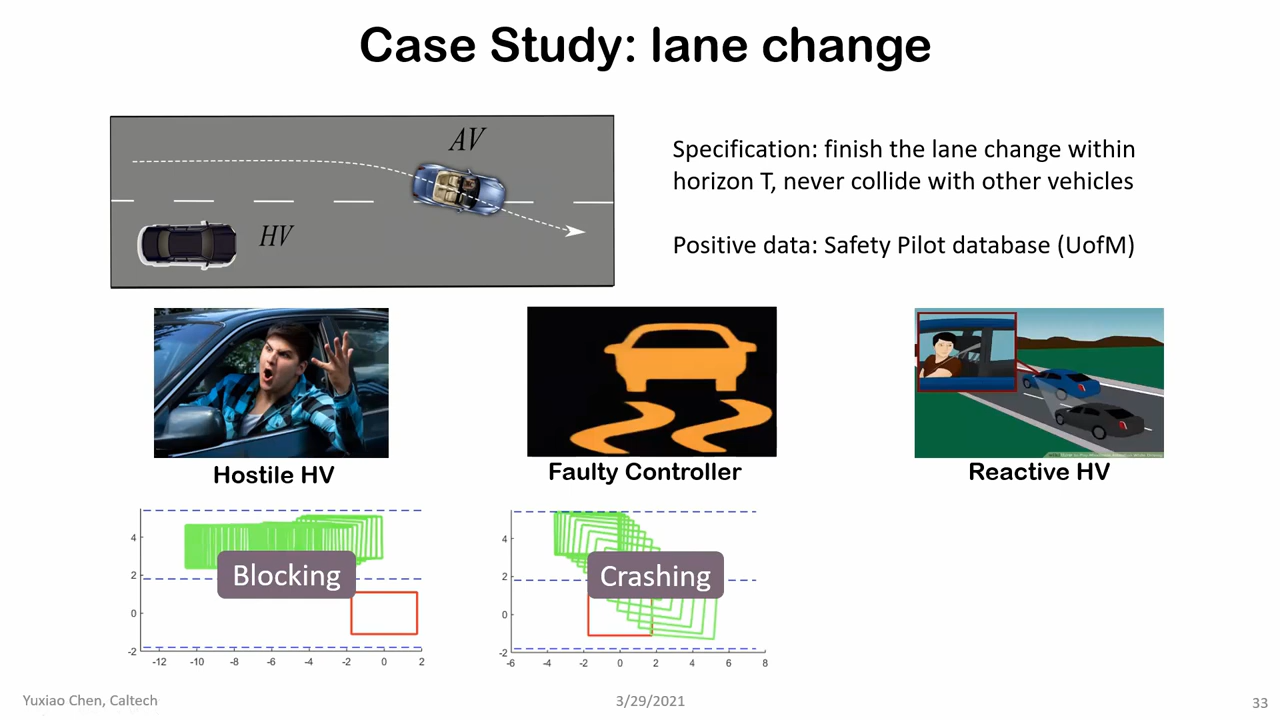 Case Study: lane change
AV
HV
Specification: finish the lane change within
horizon T, never collide with other vehicles
Positive data: Safety Pilot database (UofM)
Hostile HV
Faulty Controller
Reactive HV
4
2
0
-2
-12
-10
-8
-6
-4
-2
0
2
Blocking
4
2
0
-2
-6
-4
-2
0
2
4
6
8
Crashing
Yuxiao Chen, Caltech
3/29/2021
33